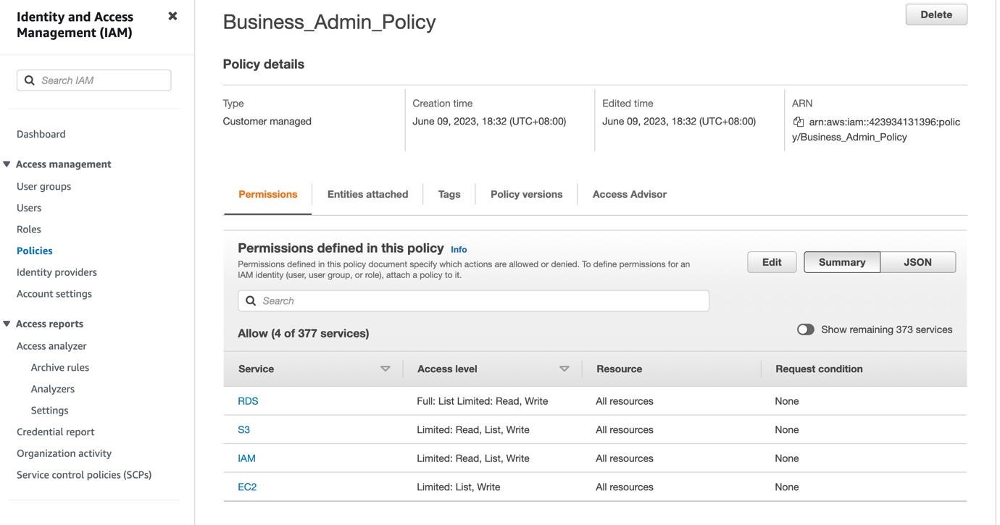 Identity and Access
Management (IAM)
Search IAM
Dashboard
Access management
User groups
Users
Roles
Policies
Identity providers
Account settings
Access reports
Access analyzer
Archive rules
Analyzers
Settings
Credential report
Organization activity
Service control policies (SCPs)
Business_Admin_Policy
Delete
Policy details
Type
Customer managed
Creation time
June 09, 2023, 18:32 (UTC+08:00)
Edited time
June 09, 2023, 18:32 (UTC+08:00)
ARN
arn:aws:iam::423934131396:polic
y/Business_Admin_Policy
Permissions
Entities attached
Tags
Policy versions
Access Advisor
Permissions defined in this policy Info
Permissions defined in this policy document specify which actions are allowed or denied. To define permissions for an
IAM identity (user, user group, or role), attach a policy to it.
Edit
Summary
JSON
Search
Allow (4 of 377 services)
Show remaining 373 services
Service Access level Resource Request condition
RDS Full: List Limited: Read, Write All resources None
S3 Limited: Read, List, Write All resources None
IAM Limited: Read, List, Write All resources None
EC2 Limited: List, Write All resources None